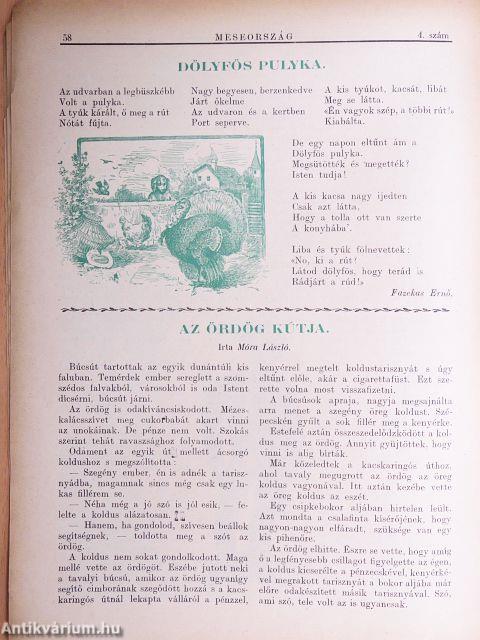 58
MESEORSZÁG
4. szám
DÖLYFÖS PULYKA.
Az udvarban a legbüszkébb
Volt a pulyka.
A tyúk kárált, ő meg a rút
Nótát fújta.
Nagy begyesen, berzenkedve
Járt őkelme
Az udvaron és a kertben
Port seperve.
A kis tyúkot, kacsát, libát
Meg se látta.
«Én vagyok szép, a többi rút!»
Kiabálta.
De egy napon eltűnt ám a
Dölyfös pulyka.
Megsütötték és megették?
Isten tudja!
A kis kacsa nagy ijedten
Csak azt látta,
Hogy a tolla ott van szerte
A konyhába'.
Liba és tyúk fölnevettek:
«No, ki a rút?
Látod dölyfös, hogy terád is
Rádjárt a rúd!»
Fazekas Ernő.
AZ ÖRDÖG KÚTJA.
Irta Móra László.
Búcsút tartottak az egyik dunántúli kis
faluban. Temérdek ember sereglett a szom-
szédos falvakból, városokból is oda Istent
dícsérni, búcsút járni.
Az ördög is odakíváncsiskodott. Mézes-
kalácsszívet meg cukorbabát akart vinni
az unokáinak. De pénze nem volt. Szokás
szerint tehát ravaszsághoz folyamodott.
Odament az egyik út mellett ácsorgó
koldushoz s megszólította:
— Szegény ember, én is adnék a tarisz-
nyádba, magamnak sincs még csak egy lu-
kas fillérem se.
— Néha még a jó szó is jól esik, — fe-
lelte a koldus alázatosan.
— Hanem, ha gondolod, szívesen beállok
segítségnek, — toldotta meg a szót az
ördög.
A koldus nem sokat gondolkodott. Maga
mellé vette az ördögöt. Eszébe jutott neki
a tavalyi búcsú, amikor az ördög ugyanígy
segítő cimborának szegődött hozzá s a kacs-
karingós útnál lekapta válláról a pénzzel,
kenyérrel megtelt koldustarisznyát s úgy
eltűnt előle, akár a cigarettafüst. Ezt sze-
rette volna most visszafizetni.
A búcsúsok apraja, nagyja megsajnálta
arra menet a szegény öreg koldust. Szé-
pecskén gyűlt a sok fillér meg a kenyérke.
Estefelé aztán összeszedelődzködött a kol-
dus meg az ördög. Annyit gyüjtöttek, hogy
vinni is alig bírták.
Már közeledtek a kacskaringós úthoz,
ahol tavaly megugrott az ördög az öreg
koldus vagyonával. Itt aztán kezébe vette
az öreg koldus az eszét.
Egy csipkebokor aljában hirtelen leült.
Azt mondta a csalafinta kísérőjének, hogy
nagyon-nagyon elfáradt, szüksége van egy
kis pihenőre.
Az ördög elhitte. Észre se vette, hogy amíg
ő a legfényesebb csillagot figyelgette az égen,
a koldus kicserélte a pénzecskével, kenyérké-
vel megrakott tarisznyát a bokor aljába már
előre odakészített másik tarisznyával. Szó,
ami szó, tele volt az is ugyancsak.
Antikvárium.hu